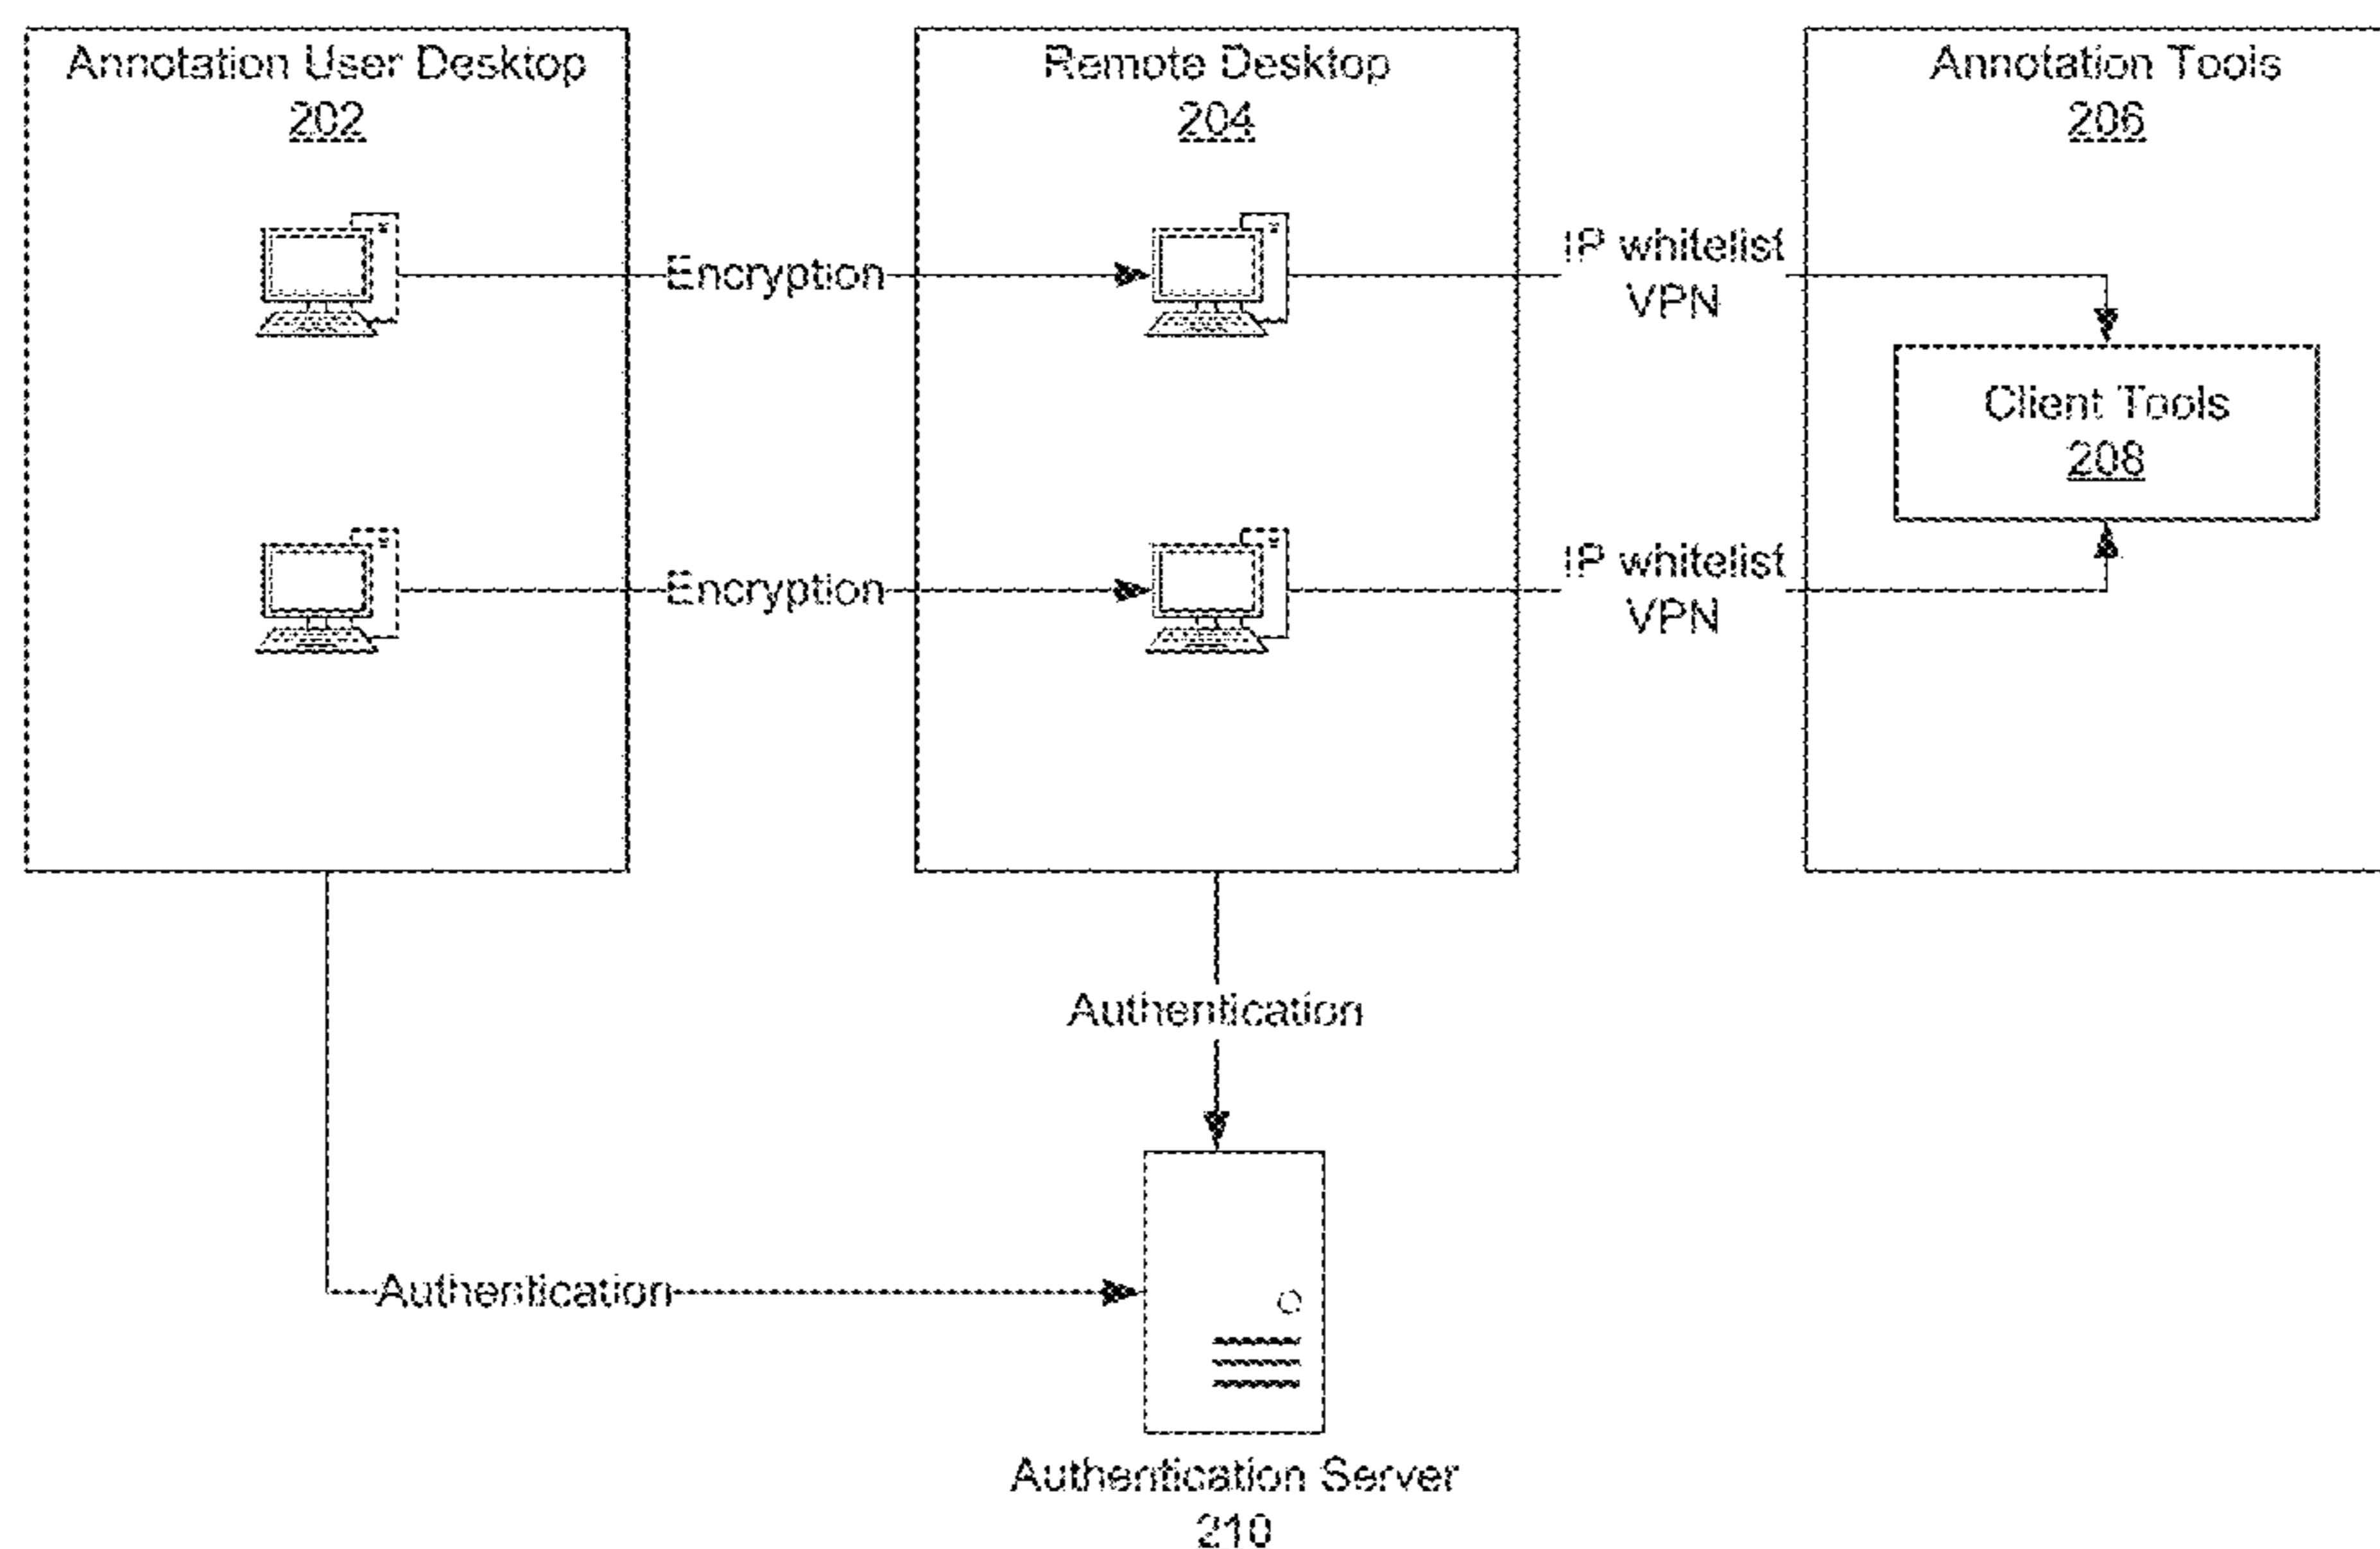 Annotation User Desktop
202
Remote Desktop
204
Annotation Tools
206
Encryption
IP whitelist
VPN
Client Tools
208
Encryption
IP whitelist
VPN
Authentication
Authentication
Authentication Server
210